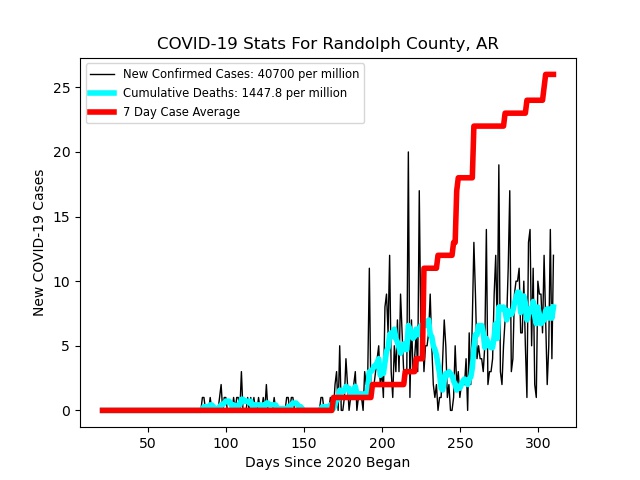 COVID-19 Stats For Randolph County, AR
New Confirmed Cases: 40700 per million
Cumulative Deaths: 1447.8 per million
7 Day Case Average
New COVID-19 Cases
25
20
15
10
5
0
50 100 150 200 250 300
Days Since 2020 Began